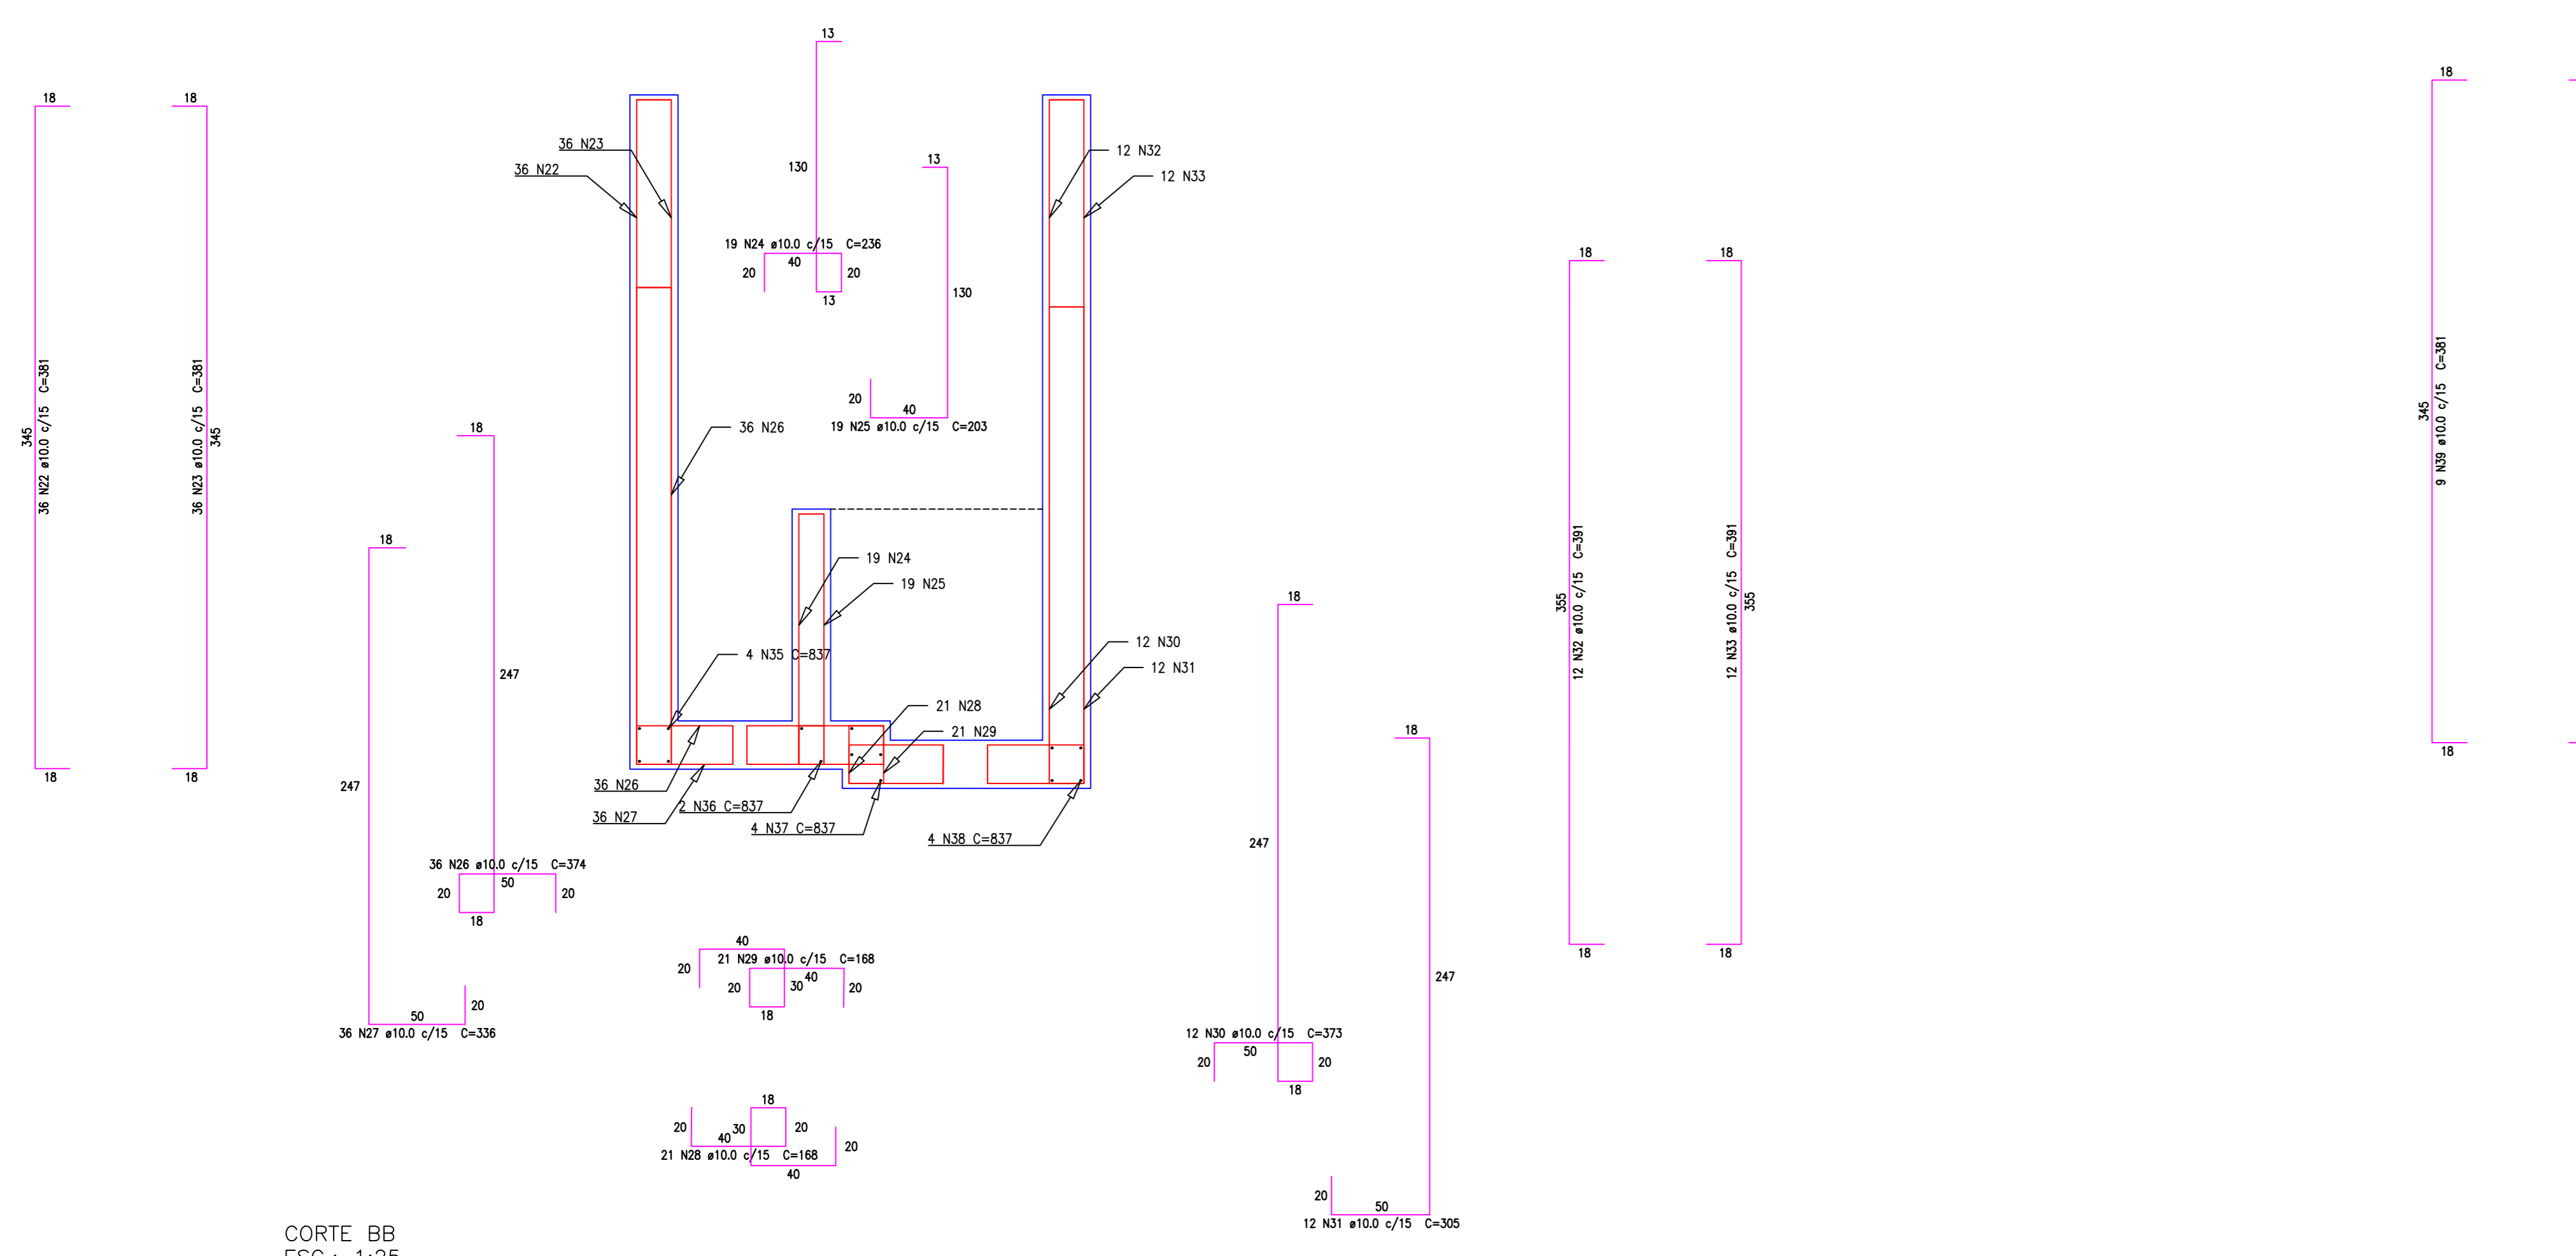 13
18
18
18
36 N23
36 N22
130
13
12 N32
12 N33
19 N24 ø10.0 c/15 C=236
20
40
20
13
130
18
18
345
36 N22 ø10.0 c/15 C=381
36 N23 ø10.0 c/15 C=381
345
345
9 N39 ø10.0 c/15 C=381
20
40
19 N25 ø10.0 c/15 C=203
18
36 N26
18
19 N24
19 N25
355
12 N32 ø10.0 c/15 C=391
12 N33 ø10.0 c/15 C=391
355
18
247
4 N35 C=837
12 N30
12 N31
21 N28
21 N29
18
18
18
18
247
36 N26
36 N27
2 N36 C=837
4 N37 C=837
4 N38 C=837
247
36 N26 ø10.0 c/15 C=374
20
50
20
18
40
21 N29 ø10.0 c/15 C=168
20
20
30
40
20
18
18
18
247
50
20
36 N27 ø10.0 c/15 C=336
12 N30 ø10.0 c/15 C=373
20
50
20
18
18
20
40
30
20
20
21 N28 ø10.0 c/15 C=168
40
20
50
12 N31 ø10.0 c/15 C=305
CORTE BB
ESC.: 1:25